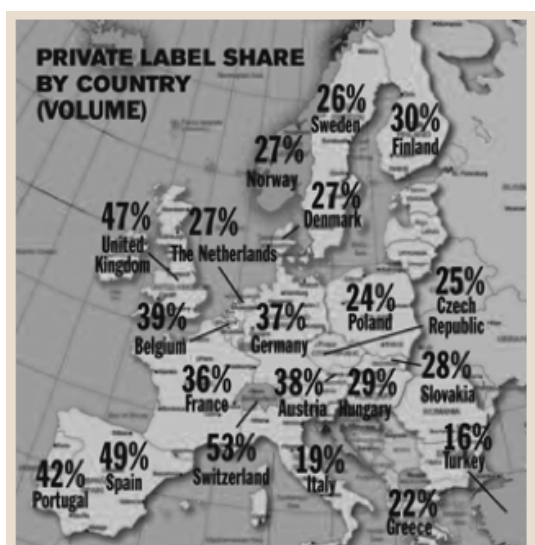 PRIVATE LABEL SHARE
BY COUNTRY
(VOLUME)
26%
Sweden
30%
Finland
27%
Norway
27%
Denmark
47%
United
Kingdom
27%
The Netherlands
25%
Czech
Republic
24%
Poland
39%
Belgium
37%
Germany
28%
Slovakia
36%
France
38%
Austria
29%
Hungary
53%
Switzerland
16%
Turkey
49%
Spain
42%
Portugal
19%
Italy
22%
Greece